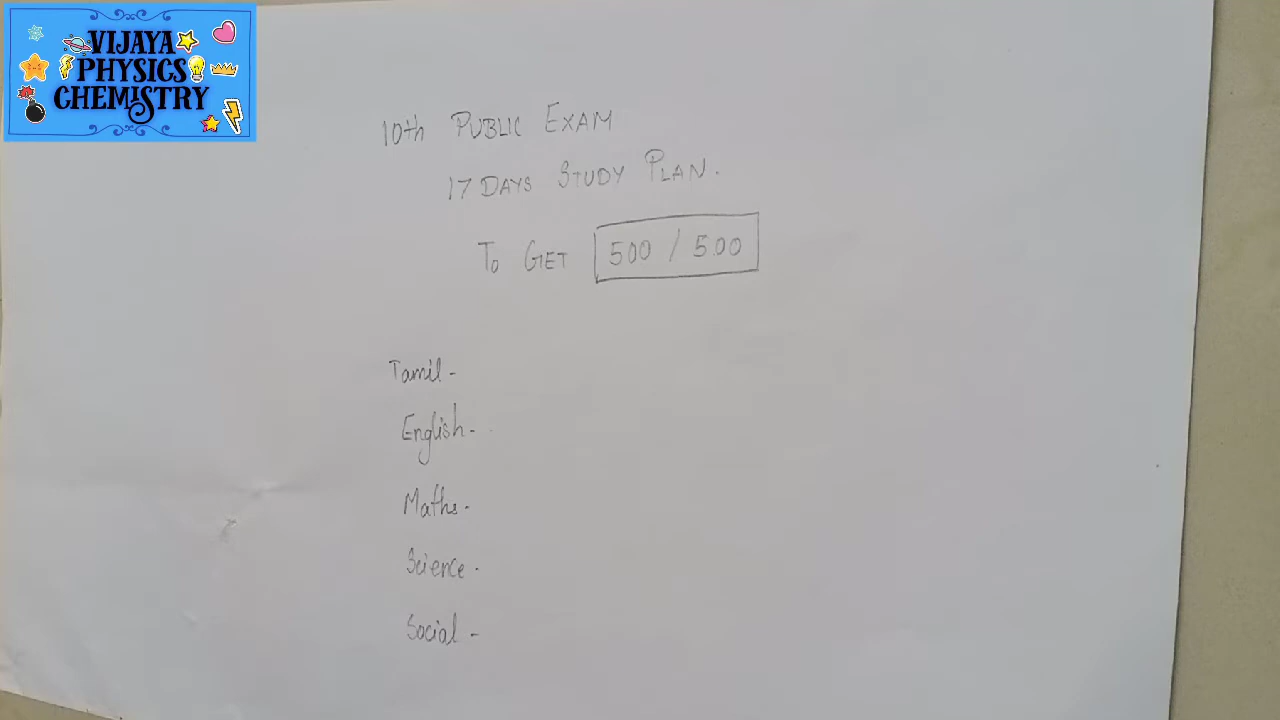 VIJAYA
PHYSICS
CHEMISTRY
10th PUBLIC EXAM
17 DAYS STUDY PLAN.
To GET 500 / 500
Tamil -
English -
Maths -
Science -
Social -